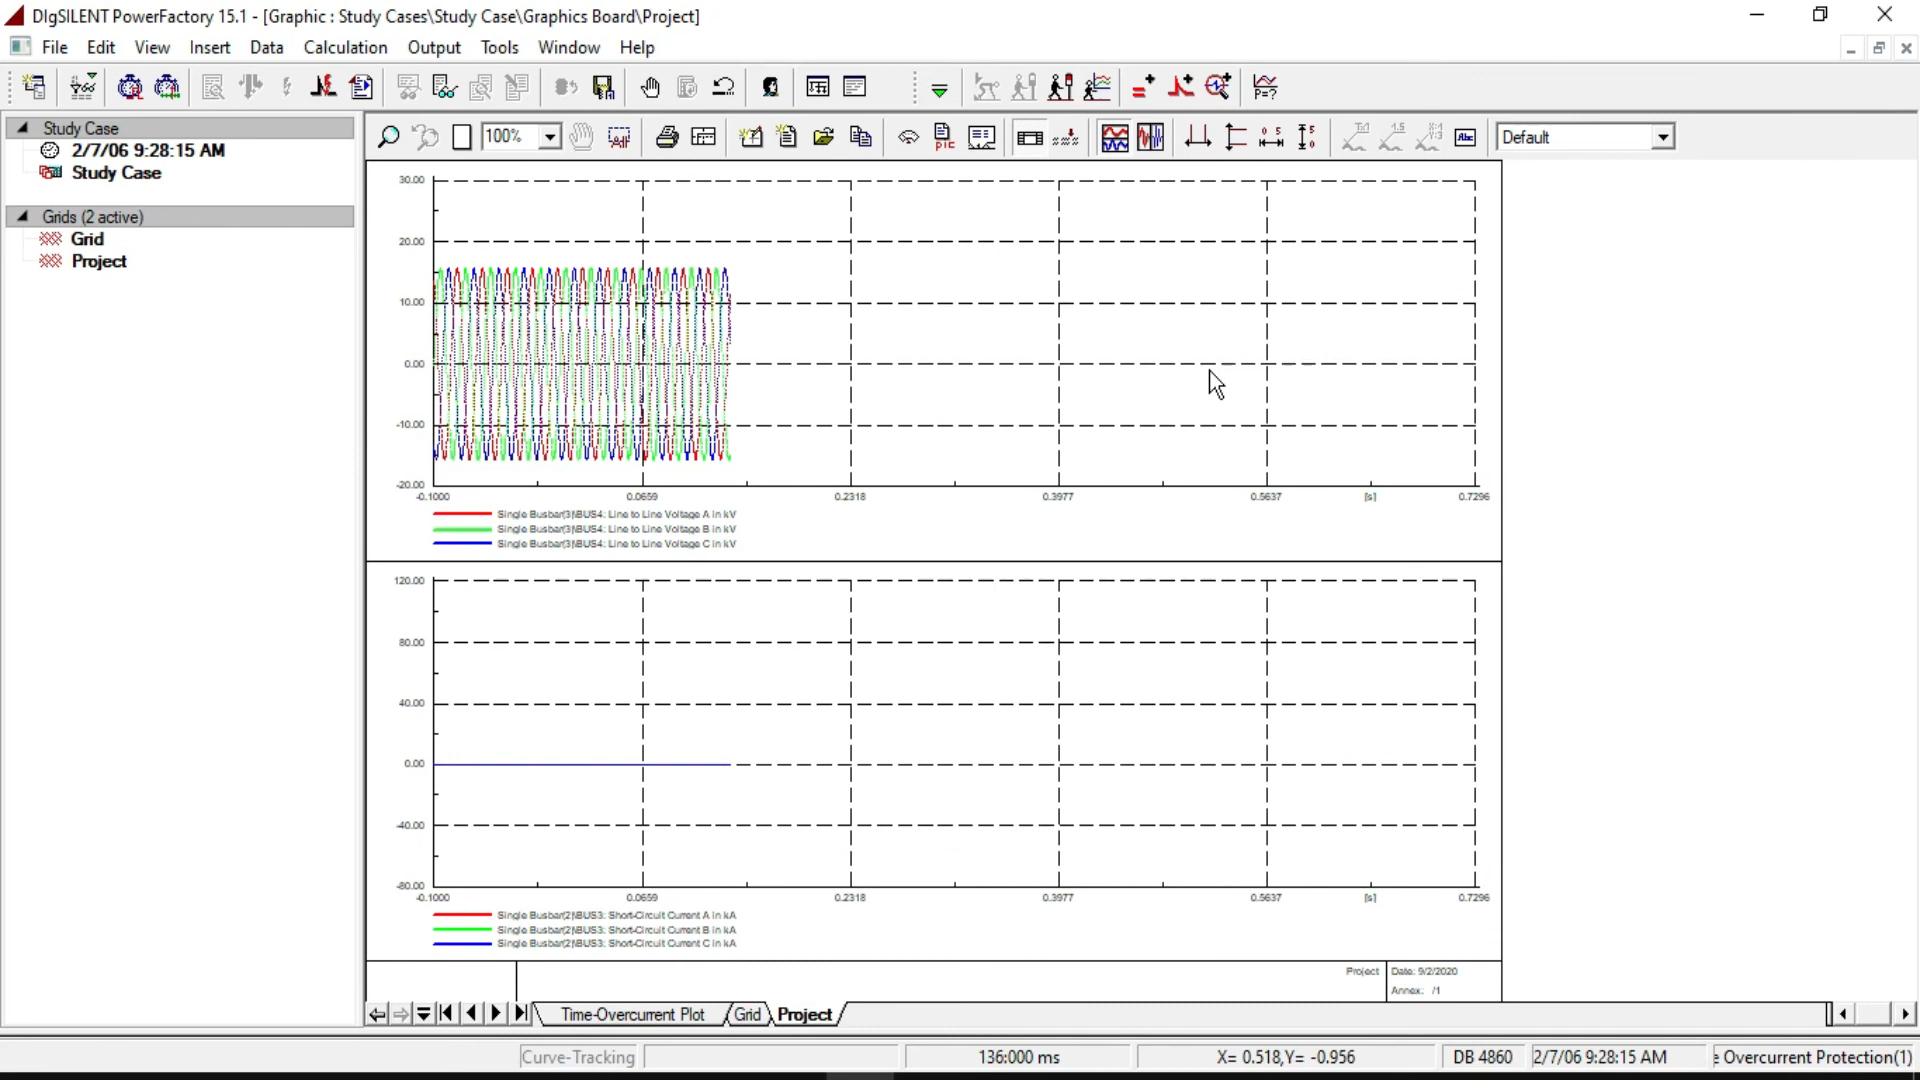 DIgSILENT PowerFactory 15.1 - [Graphic : Study Cases\Study Case\Graphics Board\Project]
File Edit View Insert Data Calculation Output Tools Window Help
Study Case
2/7/06 9:28:15 AM
Study Case
Grids (2 active)
Grid
Project
100%
Default
30.00
20.00
10.00
0.00
-10.00
-20.00
-0.1000 0.0659 0.2318 0.3977 0.5637 [s] 0.7296
Single Busbar(3)\BUS4: Line to Line Voltage A in kV
Single Busbar(3)\BUS4: Line to Line Voltage B in kV
Single Busbar(3)\BUS4: Line to Line Voltage C in kV
120.00
80.00
40.00
0.00
-40.00
-80.00
-0.1000 0.0659 0.2318 0.3977 0.5637 [s] 0.7296
Single Busbar(2)\BUS3: Short-Circuit Current A in kA
Single Busbar(2)\BUS3: Short-Circuit Current B in kA
Single Busbar(2)\BUS3: Short-Circuit Current C in kA
Project Date: 9/2/2020
Annex: /1
Time-Overcurrent Plot Grid Project
Curve-Tracking 136:000 ms X= 0.518,Y= -0.956 DB 4860 2/7/06 9:28:15 AM Overcurrent Protection(1)